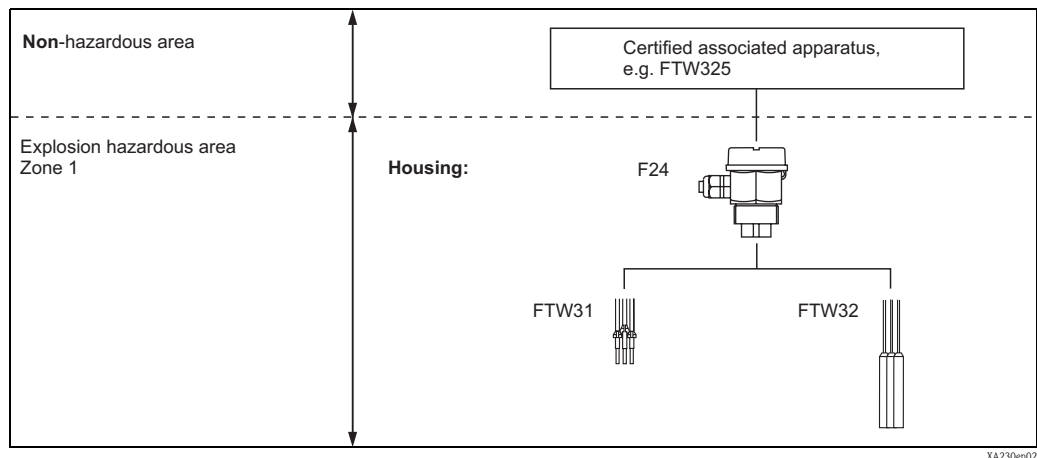 Non-hazardous area
Certified associated apparatus,
e.g. FTW325
Explosion hazardous area
Zone 1
Housing:
F24
FTW31
FTW32
XA230en02